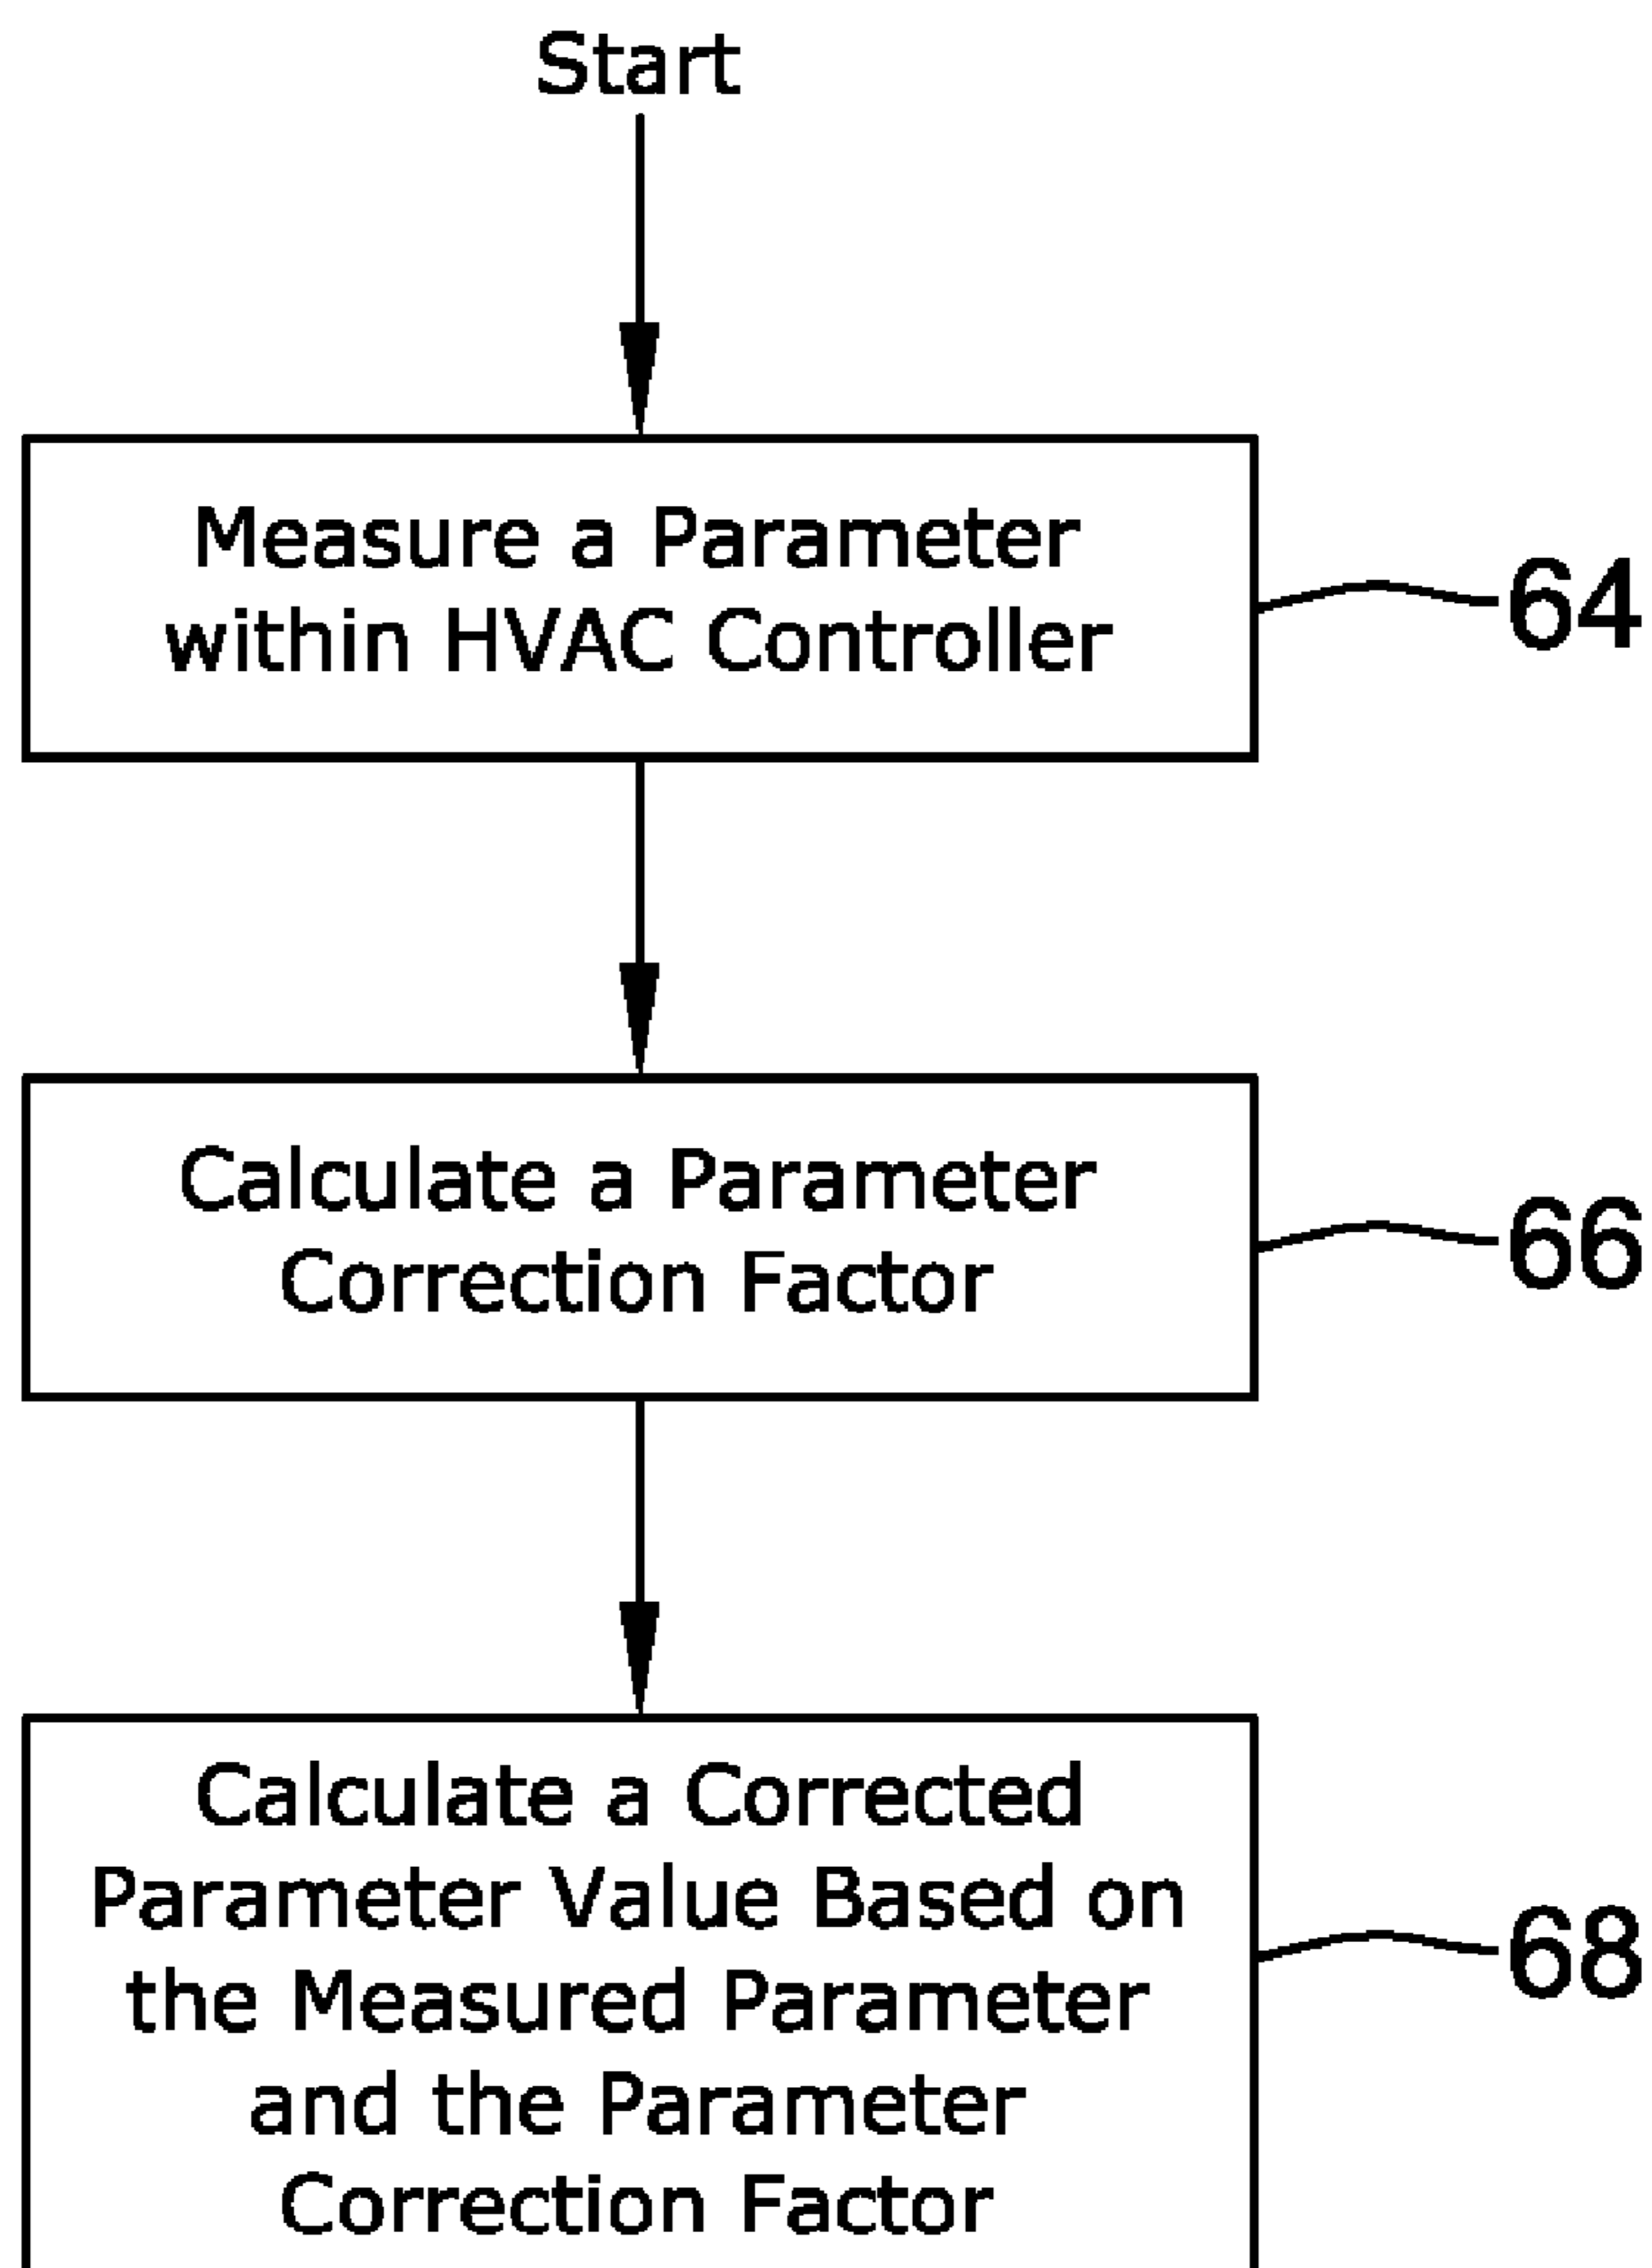 Start
Measure a Parameter
within HVAC Controller
64
Calculate a Parameter
Correction Factor
66
Calculate a Corrected
Parameter Value Based on
the Measured Parameter
and the Parameter
Correction Factor
68